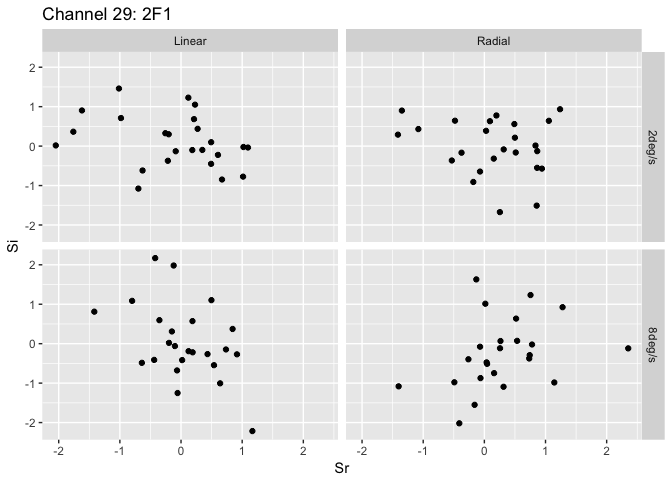 Channel 29: 2F1
Linear
Radial
2
1
0
-1
-2
2deg/s
Si
2
1
0
-1
-2
8deg/s
-2 -1 0 1 2
-2 -1 0 1 2
Sr